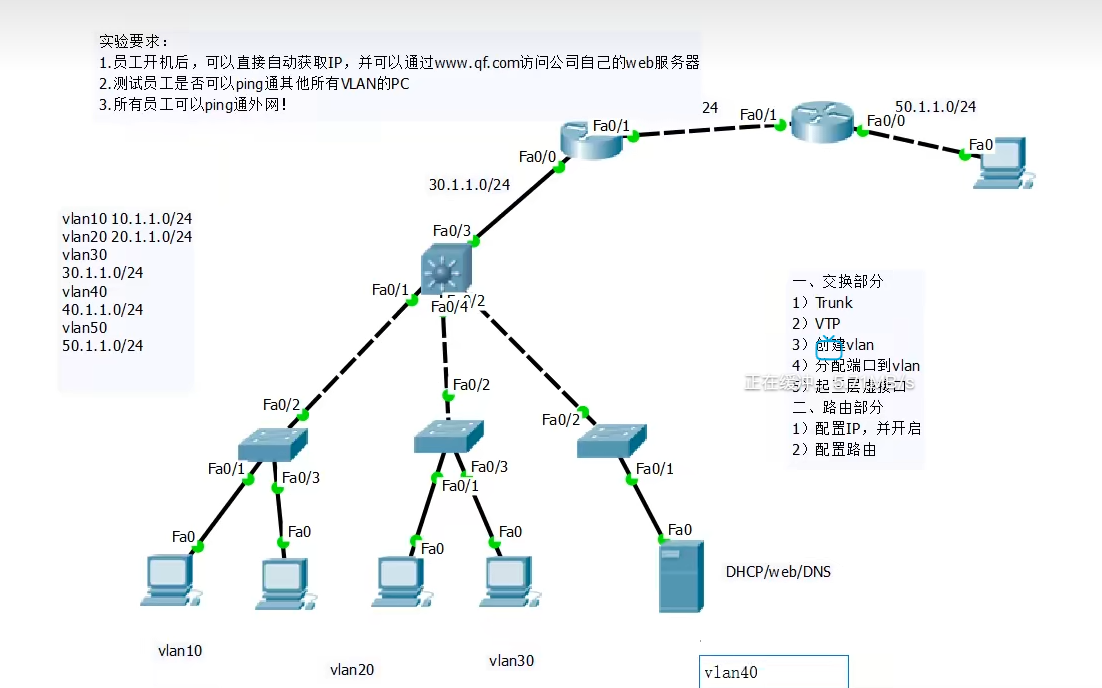 实验要求：
1.员工开机后，可以直接自动获取IP，并可以通过www.qf.com访问公司自己的web服务器
2.测试员工是否可以ping通其他所有VLAN的PC
3.所有员工可以ping通外网！
24
Fa0/1
Fa0/1
50.1.1.0/24
Fa0/0
Fa0
Fa0/0
30.1.1.0/24
Fa0/3
vlan10 10.1.1.0/24
vlan20 20.1.1.0/24
vlan30
30.1.1.0/24
vlan40
40.1.1.0/24
vlan50
50.1.1.0/24
Fa0/1
Fa0/4
0/2
一、交换部分
1）Trunk
2）VTP
3）创建vlan
4）分配端口到vlan
正在缓冲
5）起三层虚接口
二、路由部分
1）配置IP，并开启
2）配置路由
Fa0/2
Fa0/2
Fa0/2
Fa0/1
Fa0/3
Fa0/1
Fa0/3
Fa0/1
Fa0
Fa0
Fa0
Fa0
Fa0
DHCP/web/DNS
vlan10
vlan20
vlan30
vlan40